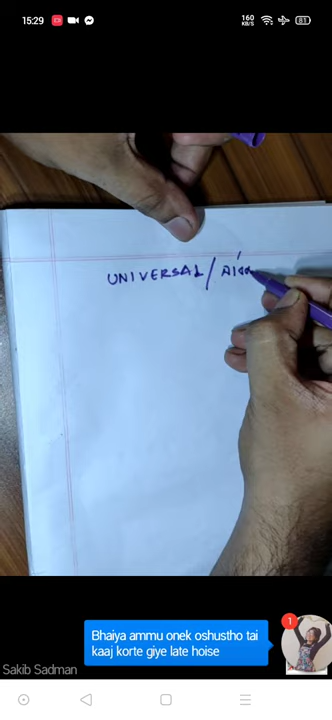 15:29
160
KB/S
81
UNIVERSAL /
1
Bhaiya ammu onek oshustho tai
kaaj korte giye late hoise
Sakib Sadman